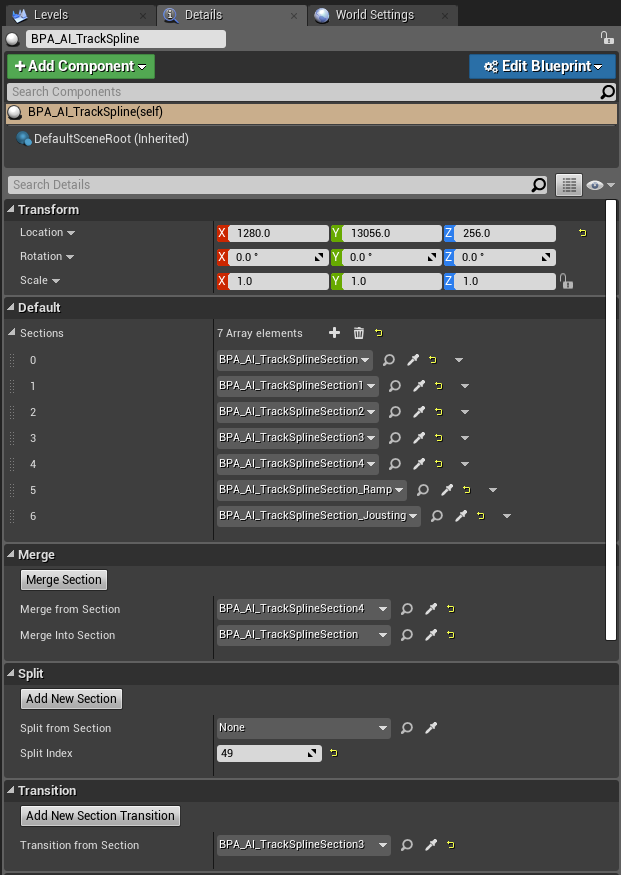 Levels Details World Settings
BPA_AI_TrackSpline
+Add Component Edit Blueprint
Search Components
BPA_AI_TrackSpline(self)
DefaultSceneRoot (Inherited)
Search Details
Transform
Location X 1280.0 Y 13056.0 Z 256.0
Rotation X 0.0 ° Y 0.0 ° Z 0.0 °
Scale X 1.0 Y 1.0 Z 1.0
Default
Sections 7 Array elements
0 BPA_AI_TrackSplineSection
1 BPA_AI_TrackSplineSection1
2 BPA_AI_TrackSplineSection2
3 BPA_AI_TrackSplineSection3
4 BPA_AI_TrackSplineSection4
5 BPA_AI_TrackSplineSection_Ramp
6 BPA_AI_TrackSplineSection_Jousting
Merge
Merge Section
Merge from Section BPA_AI_TrackSplineSection4
Merge Into Section BPA_AI_TrackSplineSection
Split
Add New Section
Split from Section None
Split Index 49
Transition
Add New Section Transition
Transition from Section BPA_AI_TrackSplineSection3